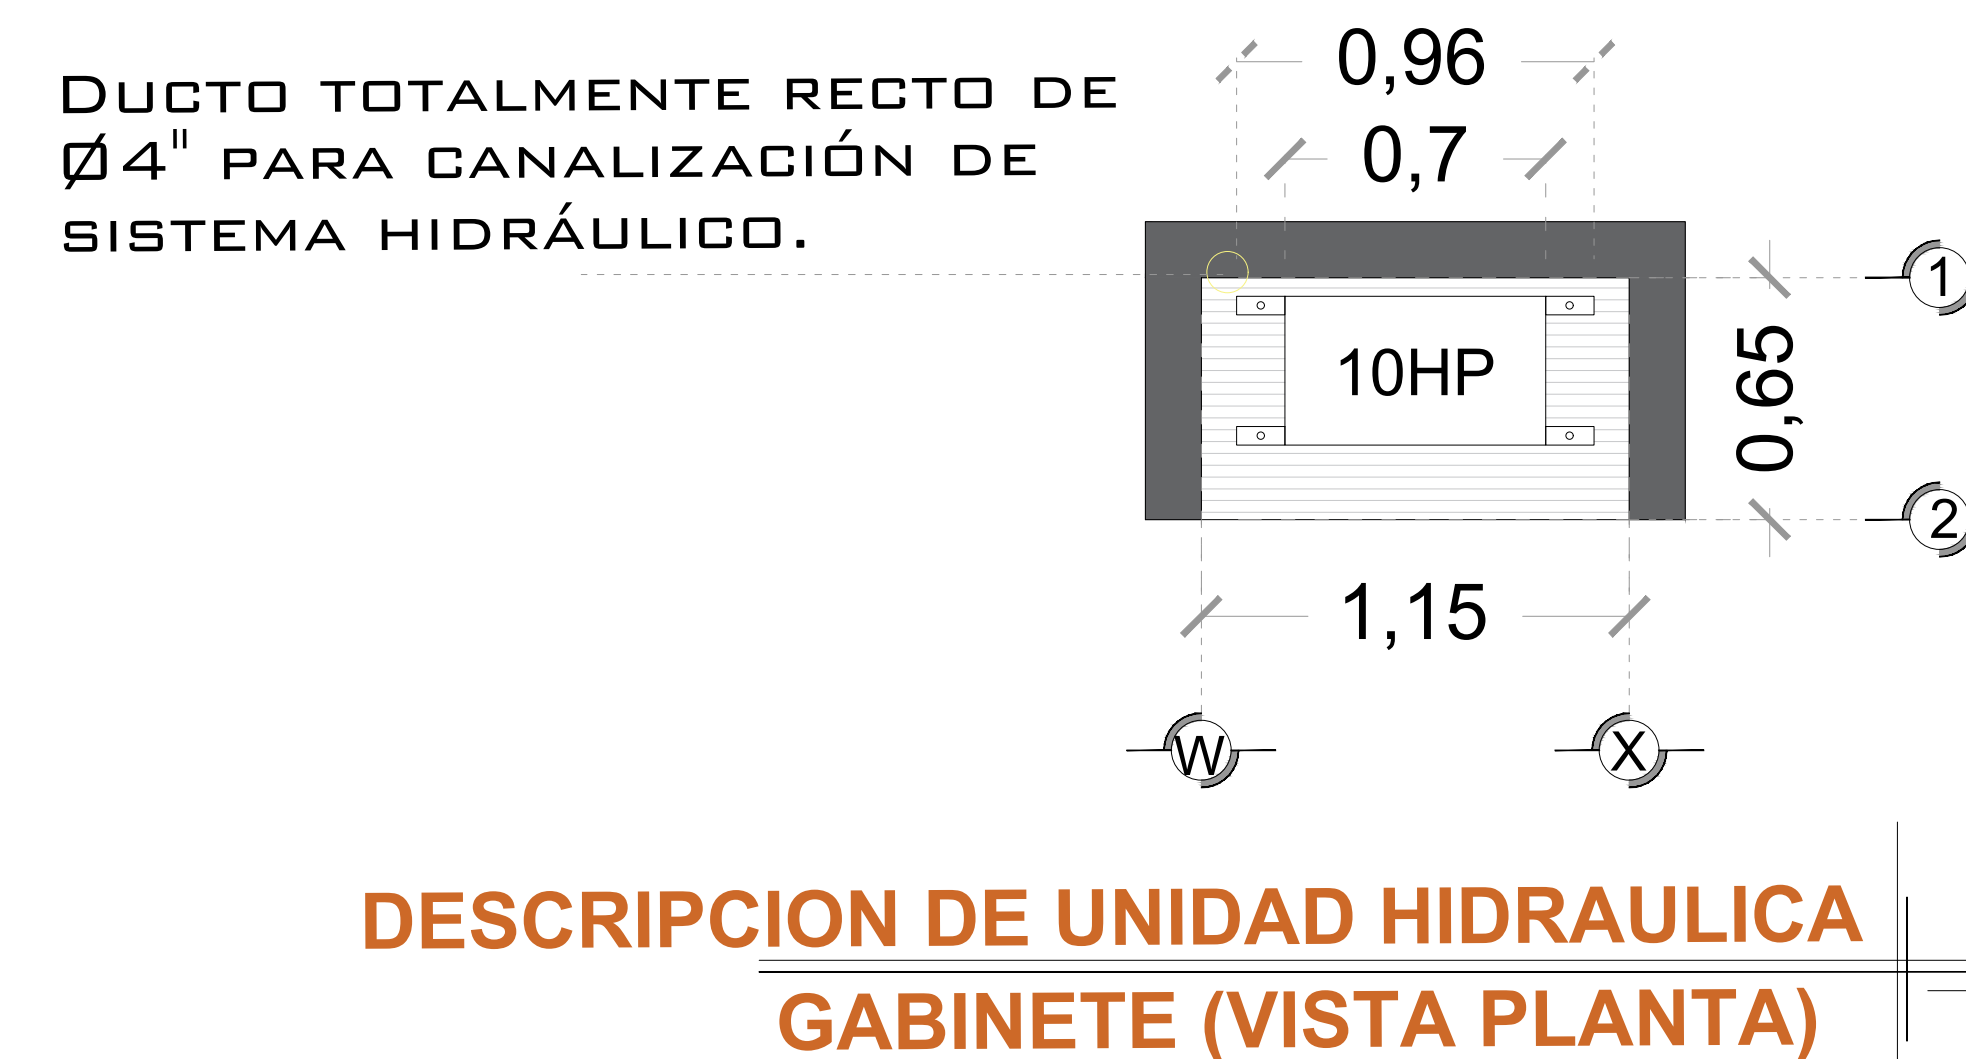 DUCTO TOTALMENTE RECTO DE
Ø4" PARA CANALIZACIÓN DE
SISTEMA HIDRÁULICO.
0,96
0,7
10HP
1
0,65
2
1,15
W
X
DESCRIPCION DE UNIDAD HIDRAULICA
GABINETE (VISTA PLANTA)